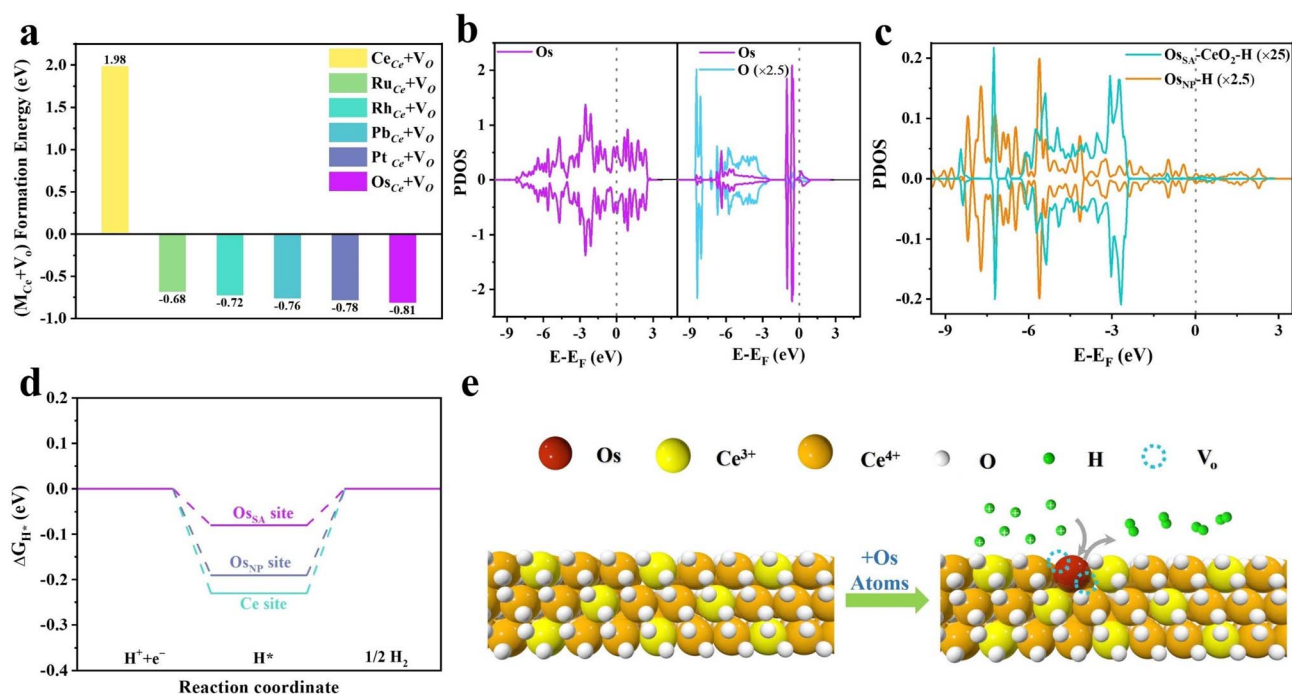 a
(M_Ce+V_o) Formation Energy (eV)
2.0
1.5
1.0
0.5
0.0
-0.5
-1.0
1.98
-0.68
-0.72
-0.76
-0.78
-0.81
Ce_Ce+V_O
Ru_Ce+V_O
Rh_Ce+V_O
Pb_Ce+V_O
Pt_Ce+V_O
Os_Ce+V_O
b
PDOS
2
1
0
-1
-2
Os
Os
O (×2.5)
-9 -6 -3 0 3
-9 -6 -3 0 3
E-E_F (eV)
E-E_F (eV)
c
PDOS
0.2
0.1
0.0
-0.1
-0.2
Os_SA-CeO₂-H (×25)
Os_NP-H (×2.5)
-9 -6 -3 0 3
E-E_F (eV)
d
ΔG_H* (eV)
0.2
0.1
0.0
-0.1
-0.2
-0.3
-0.4
Os_SA site
Os_NP site
Ce site
H⁺+e⁻ H* 1/2 H₂
Reaction coordinate
e
Os Ce³⁺ Ce⁴⁺ O H V_o
+Os
Atoms